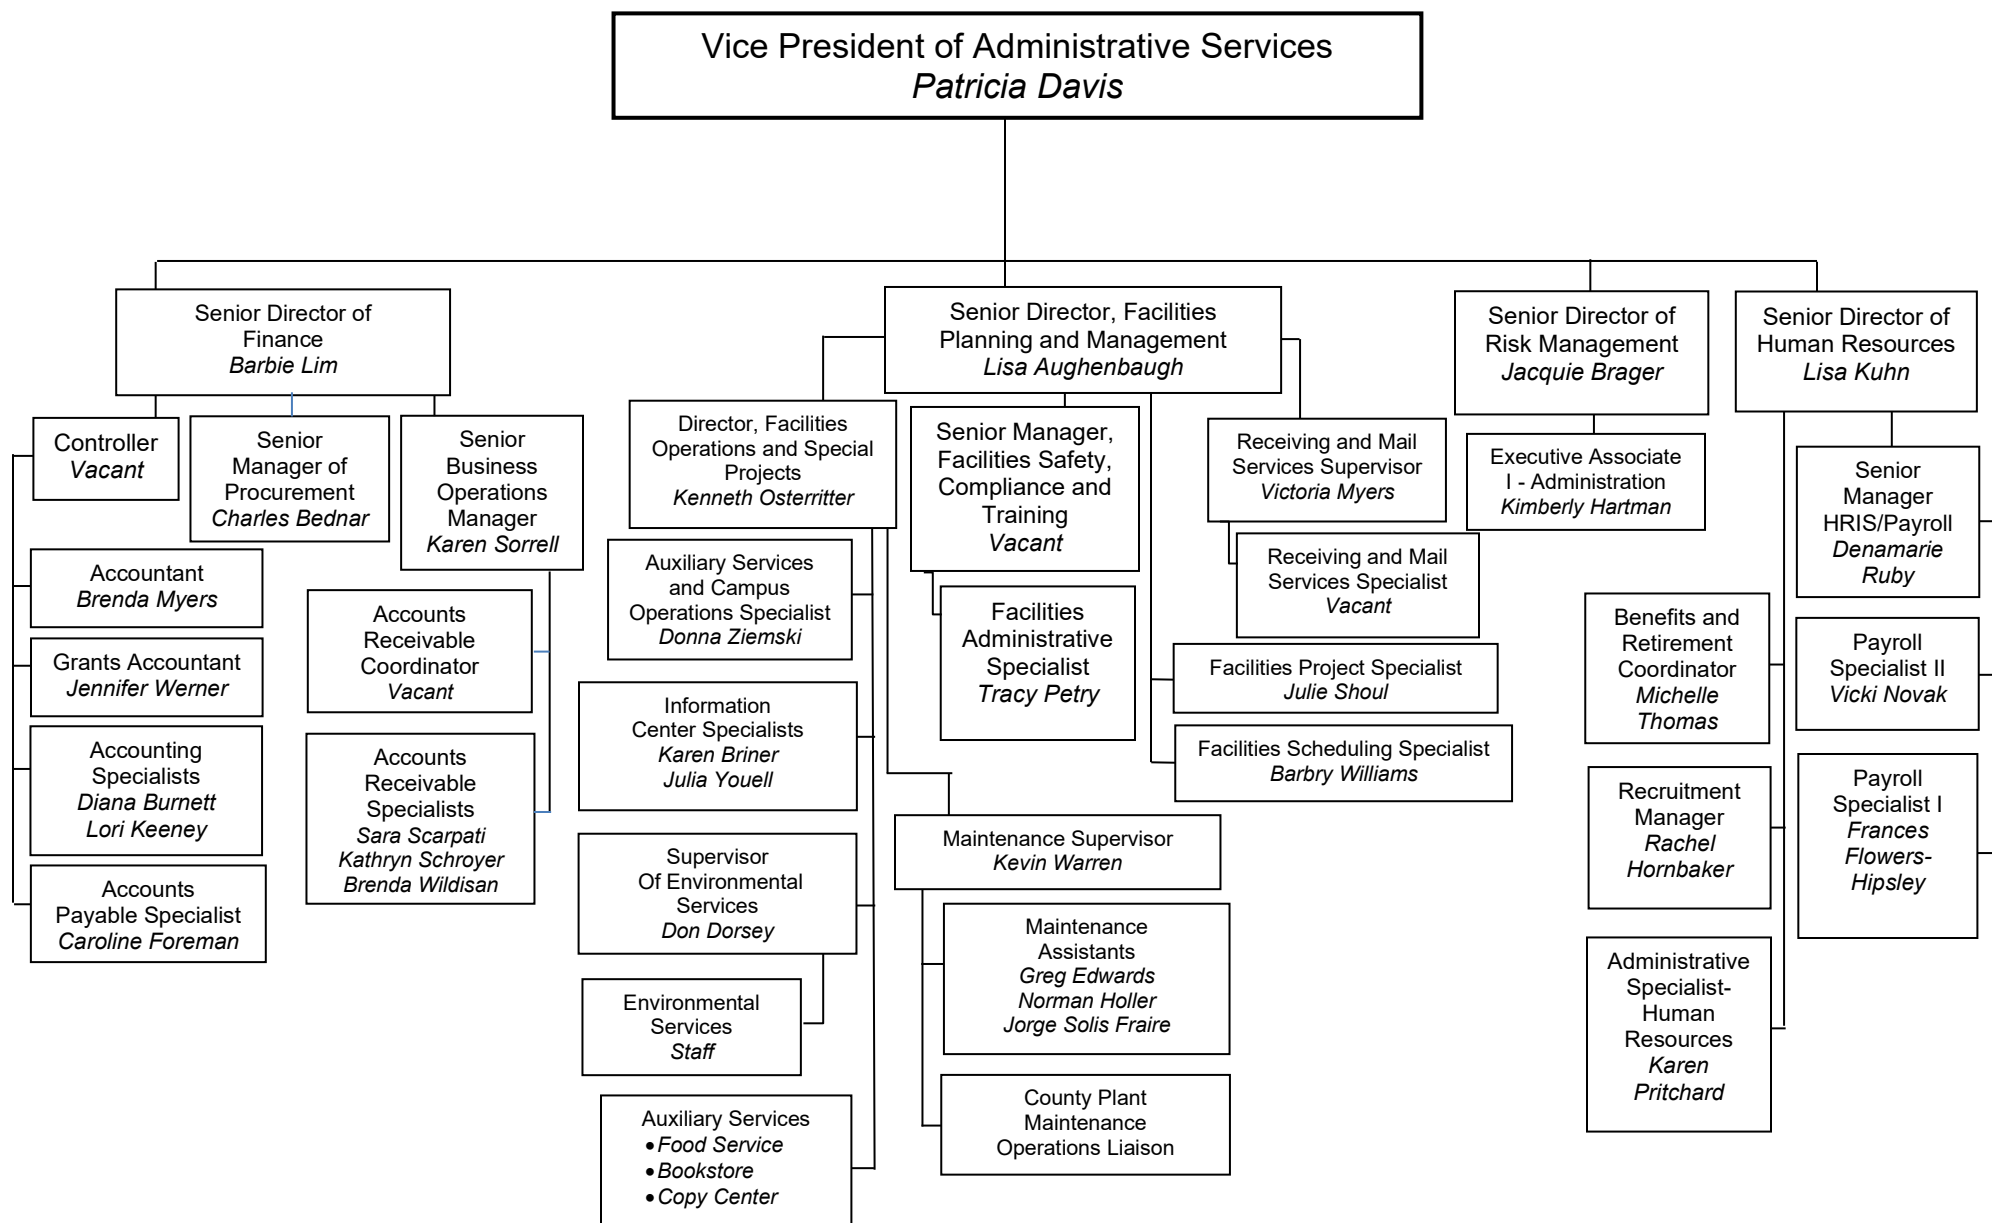 Vice President of Administrative Services
Patricia Davis
Senior Director of
Finance
Barbie Lim
Senior Director, Facilities
Planning and Management
Lisa Aughenbaugh
Senior Director of
Risk Management
Jacquie Brager
Senior Director of
Human Resources
Lisa Kuhn
Controller
Vacant
Senior
Manager of
Procurement
Charles Bednar
Senior
Business
Operations
Manager
Karen Sorrell
Accountant
Brenda Myers
Grants Accountant
Jennifer Werner
Accounting
Specialists
Diana Burnett
Lori Keeney
Accounts
Payable Specialist
Caroline Foreman
Accounts
Receivable
Coordinator
Vacant
Accounts
Receivable
Specialists
Sara Scarpati
Kathryn Schroyer
Brenda Wildisan
Director, Facilities
Operations and Special
Projects
Kenneth Osterritter
Auxiliary Services
and Campus
Operations Specialist
Donna Ziemski
Information
Center Specialists
Karen Briner
Julia Youell
Supervisor
Of Environmental
Services
Don Dorsey
Environmental
Services
Staff
Auxiliary Services
• Food Service
• Bookstore
• Copy Center
Senior Manager,
Facilities Safety,
Compliance and
Training
Vacant
Facilities
Administrative
Specialist
Tracy Petry
Maintenance Supervisor
Kevin Warren
Maintenance
Assistants
Greg Edwards
Norman Holler
Jorge Solis Fraire
County Plant
Maintenance
Operations Liaison
Receiving and Mail
Services Supervisor
Victoria Myers
Receiving and Mail
Services Specialist
Vacant
Facilities Project Specialist
Julie Shoul
Facilities Scheduling Specialist
Barbry Williams
Executive Associate
I - Administration
Kimberly Hartman
Benefits and
Retirement
Coordinator
Michelle
Thomas
Recruitment
Manager
Rachel
Hornbaker
Administrative
Specialist-
Human
Resources
Karen
Pritchard
Senior
Manager
HRIS/Payroll
Denamarie
Ruby
Payroll
Specialist II
Vicki Novak
Payroll
Specialist I
Frances
Flowers-
Hipsley